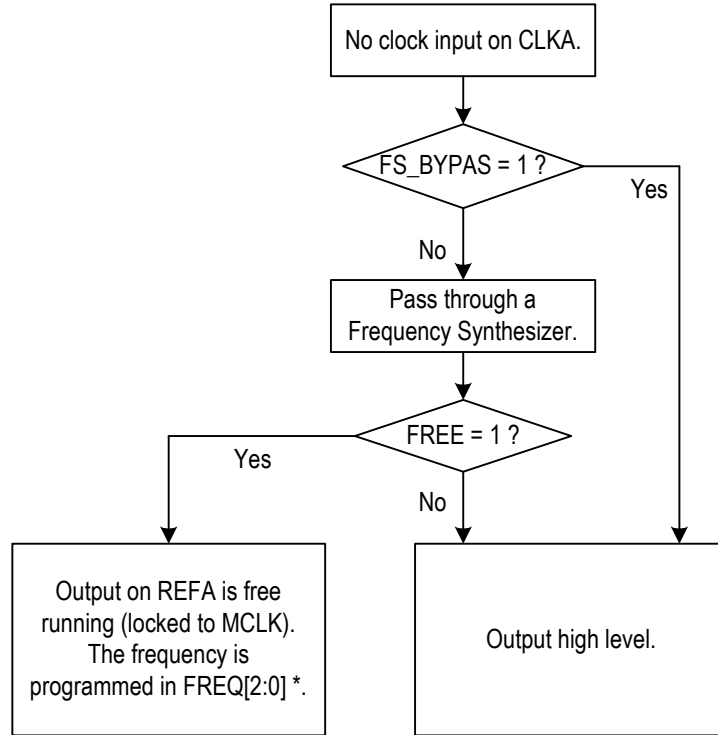 No clock input on CLKA.
FS_BYPAS = 1 ?
Yes
No
Pass through a
Frequency Synthesizer.
FREE = 1 ?
Yes
No
Output on REFA is free
running (locked to MCLK).
The frequency is
programmed in FREQ[2:0] *.
Output high level.